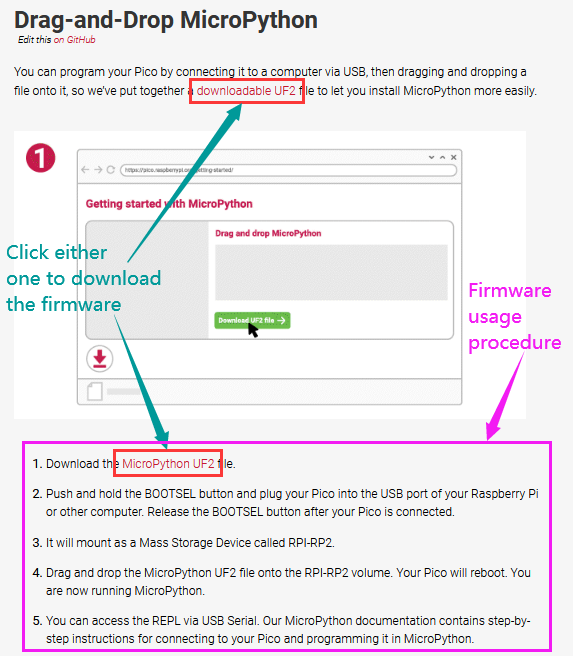 Drag-and-Drop MicroPython
Edit this on GitHub
You can program your Pico by connecting it to a computer via USB, then dragging and dropping a
file onto it, so we've put together a downloadable UF2 file to let you install MicroPython more easily.
1
https://pico.raspberrypi.org/getting-started/
Getting started with MicroPython
Drag and drop MicroPython
Download UF2 file
Click either
one to download
the firmware
Firmware
usage
procedure
1. Download the MicroPython UF2 file.
2. Push and hold the BOOTSEL button and plug your Pico into the USB port of your Raspberry Pi
or other computer. Release the BOOTSEL button after your Pico is connected.
3. It will mount as a Mass Storage Device called RPI-RP2.
4. Drag and drop the MicroPython UF2 file onto the RPI-RP2 volume. Your Pico will reboot. You
are now running MicroPython.
5. You can access the REPL via USB Serial. Our MicroPython documentation contains step-by-
step instructions for connecting to your Pico and programming it in MicroPython.